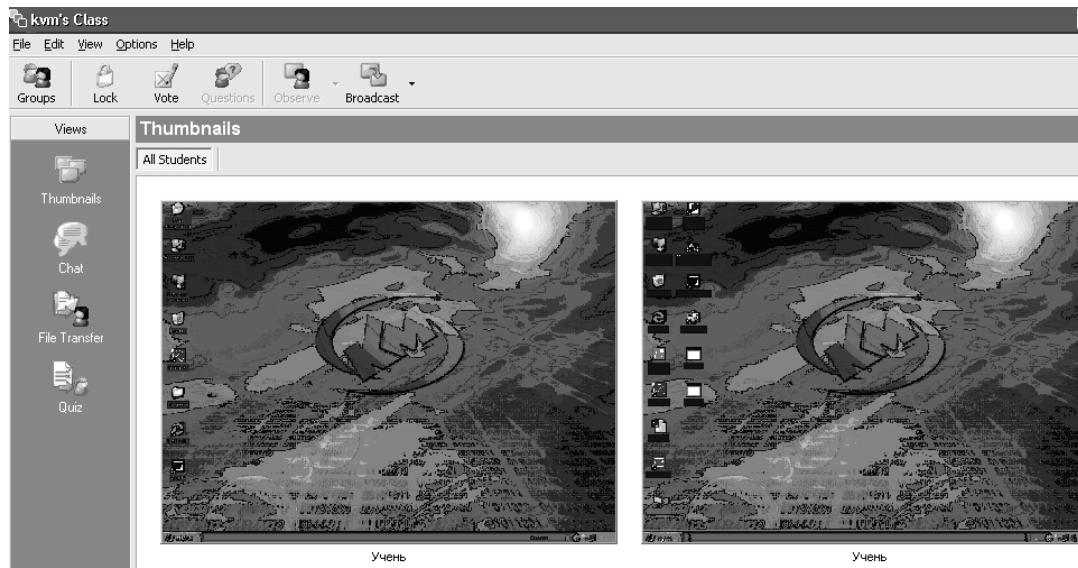 kvm's Class
File Edit View Options Help
Groups Lock Vote Questions Observe Broadcast
Views
Thumbnails
All Students
Thumbnails
Chat
File Transfer
Quiz
Учень Учень